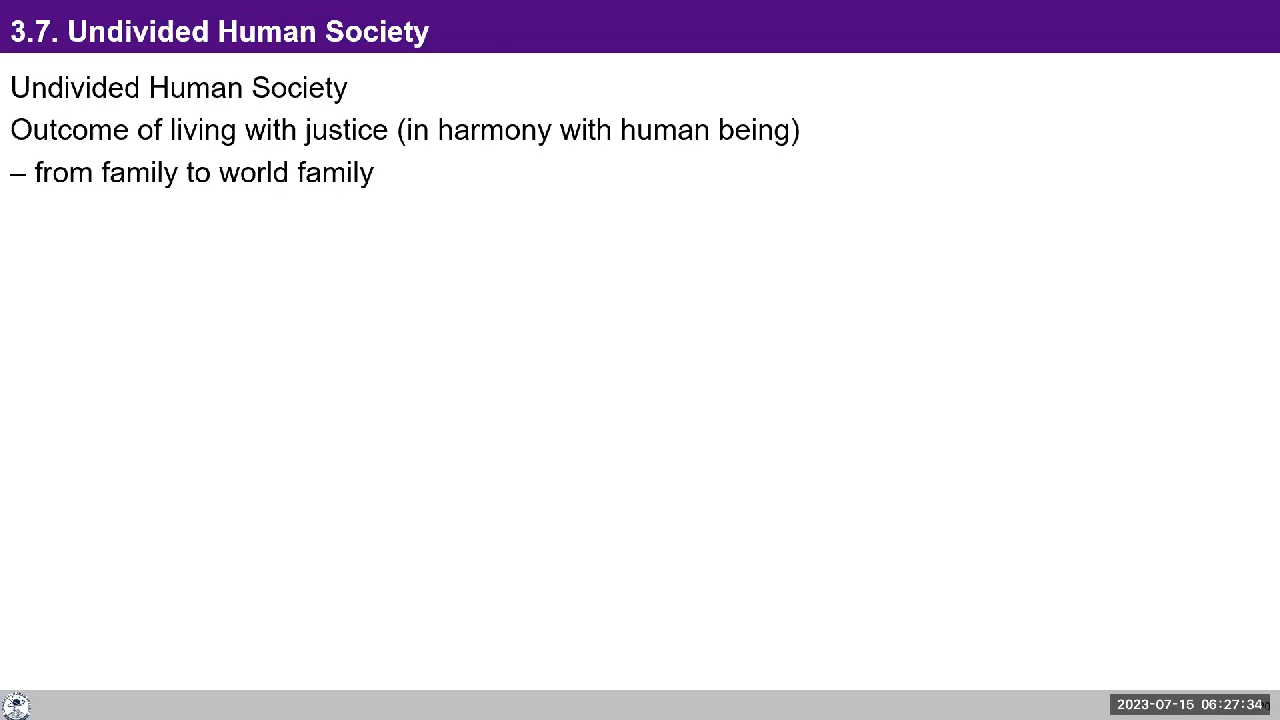 3.7. Undivided Human Society
Undivided Human Society
Outcome of living with justice (in harmony with human being)
– from family to world family
2023-07-15 06:27:34